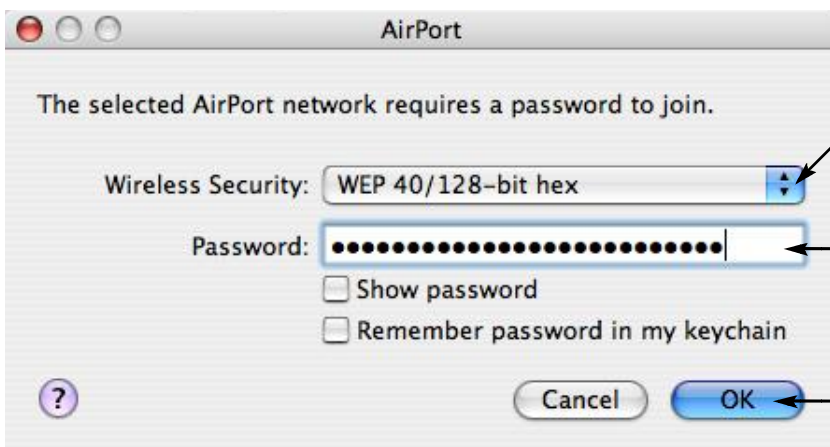 AirPort
The selected AirPort network requires a password to join.
Wireless Security: WEP 40/128-bit hex
Password: ••••••••••••••••••••••••••
Show password
Remember password in my keychain
? Cancel OK